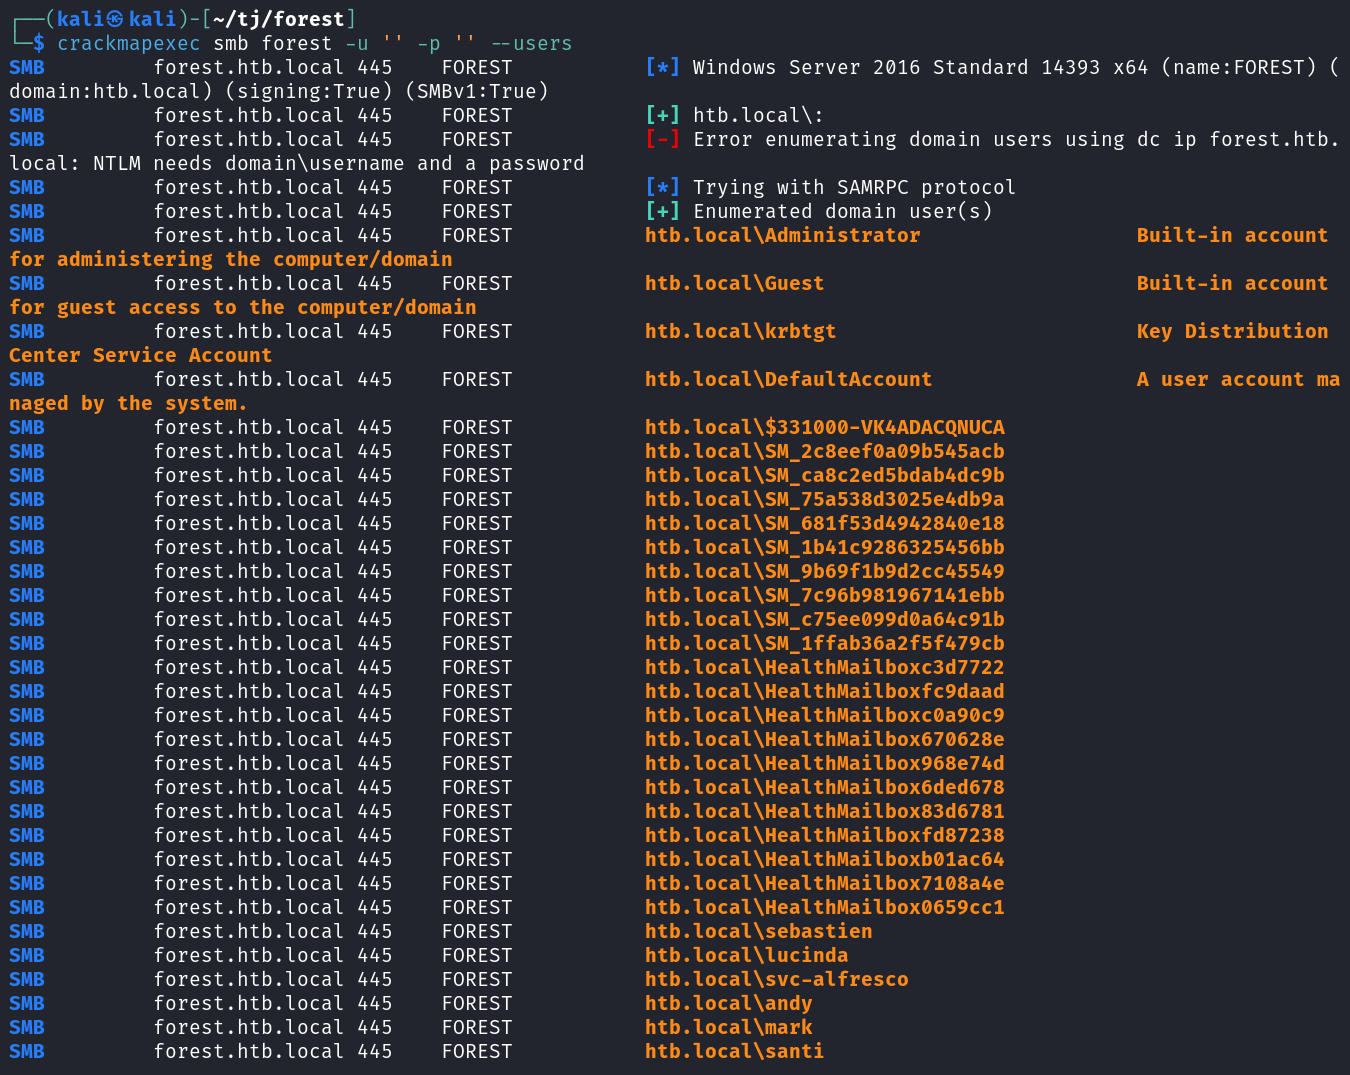 ┌──(kali㉿kali)-[~/tj/forest]
└─$ crackmapexec smb forest -u '' -p '' --users
SMB         forest.htb.local 445    FOREST           [*] Windows Server 2016 Standard 14393 x64 (name:FOREST) (
domain:htb.local) (signing:True) (SMBv1:True)
SMB         forest.htb.local 445    FOREST           [+] htb.local\:
SMB         forest.htb.local 445    FOREST           [-] Error enumerating domain users using dc ip forest.htb.
local: NTLM needs domain\username and a password
SMB         forest.htb.local 445    FOREST           [*] Trying with SAMRPC protocol
SMB         forest.htb.local 445    FOREST           [+] Enumerated domain user(s)
SMB         forest.htb.local 445    FOREST           htb.local\Administrator                  Built-in account
for administering the computer/domain
SMB         forest.htb.local 445    FOREST           htb.local\Guest                          Built-in account
for guest access to the computer/domain
SMB         forest.htb.local 445    FOREST           htb.local\krbtgt                         Key Distribution
Center Service Account
SMB         forest.htb.local 445    FOREST           htb.local\DefaultAccount                 A user account ma
naged by the system.
SMB         forest.htb.local 445    FOREST           htb.local\$331000-VK4ADACQNUCA
SMB         forest.htb.local 445    FOREST           htb.local\SM_2c8eef0a09b545acb
SMB         forest.htb.local 445    FOREST           htb.local\SM_ca8c2ed5bdab4dc9b
SMB         forest.htb.local 445    FOREST           htb.local\SM_75a538d3025e4db9a
SMB         forest.htb.local 445    FOREST           htb.local\SM_681f53d4942840e18
SMB         forest.htb.local 445    FOREST           htb.local\SM_1b41c9286325456bb
SMB         forest.htb.local 445    FOREST           htb.local\SM_9b69f1b9d2cc45549
SMB         forest.htb.local 445    FOREST           htb.local\SM_7c96b981967141ebb
SMB         forest.htb.local 445    FOREST           htb.local\SM_c75ee099d0a64c91b
SMB         forest.htb.local 445    FOREST           htb.local\SM_1ffab36a2f5f479cb
SMB         forest.htb.local 445    FOREST           htb.local\HealthMailboxc3d7722
SMB         forest.htb.local 445    FOREST           htb.local\HealthMailboxfc9daad
SMB         forest.htb.local 445    FOREST           htb.local\HealthMailboxc0a90c9
SMB         forest.htb.local 445    FOREST           htb.local\HealthMailbox670628e
SMB         forest.htb.local 445    FOREST           htb.local\HealthMailbox968e74d
SMB         forest.htb.local 445    FOREST           htb.local\HealthMailbox6ded678
SMB         forest.htb.local 445    FOREST           htb.local\HealthMailbox83d6781
SMB         forest.htb.local 445    FOREST           htb.local\HealthMailboxfd87238
SMB         forest.htb.local 445    FOREST           htb.local\HealthMailboxb01ac64
SMB         forest.htb.local 445    FOREST           htb.local\HealthMailbox7108a4e
SMB         forest.htb.local 445    FOREST           htb.local\HealthMailbox0659cc1
SMB         forest.htb.local 445    FOREST           htb.local\sebastien
SMB         forest.htb.local 445    FOREST           htb.local\lucinda
SMB         forest.htb.local 445    FOREST           htb.local\svc-alfresco
SMB         forest.htb.local 445    FOREST           htb.local\andy
SMB         forest.htb.local 445    FOREST           htb.local\mark
SMB         forest.htb.local 445    FOREST           htb.local\santi